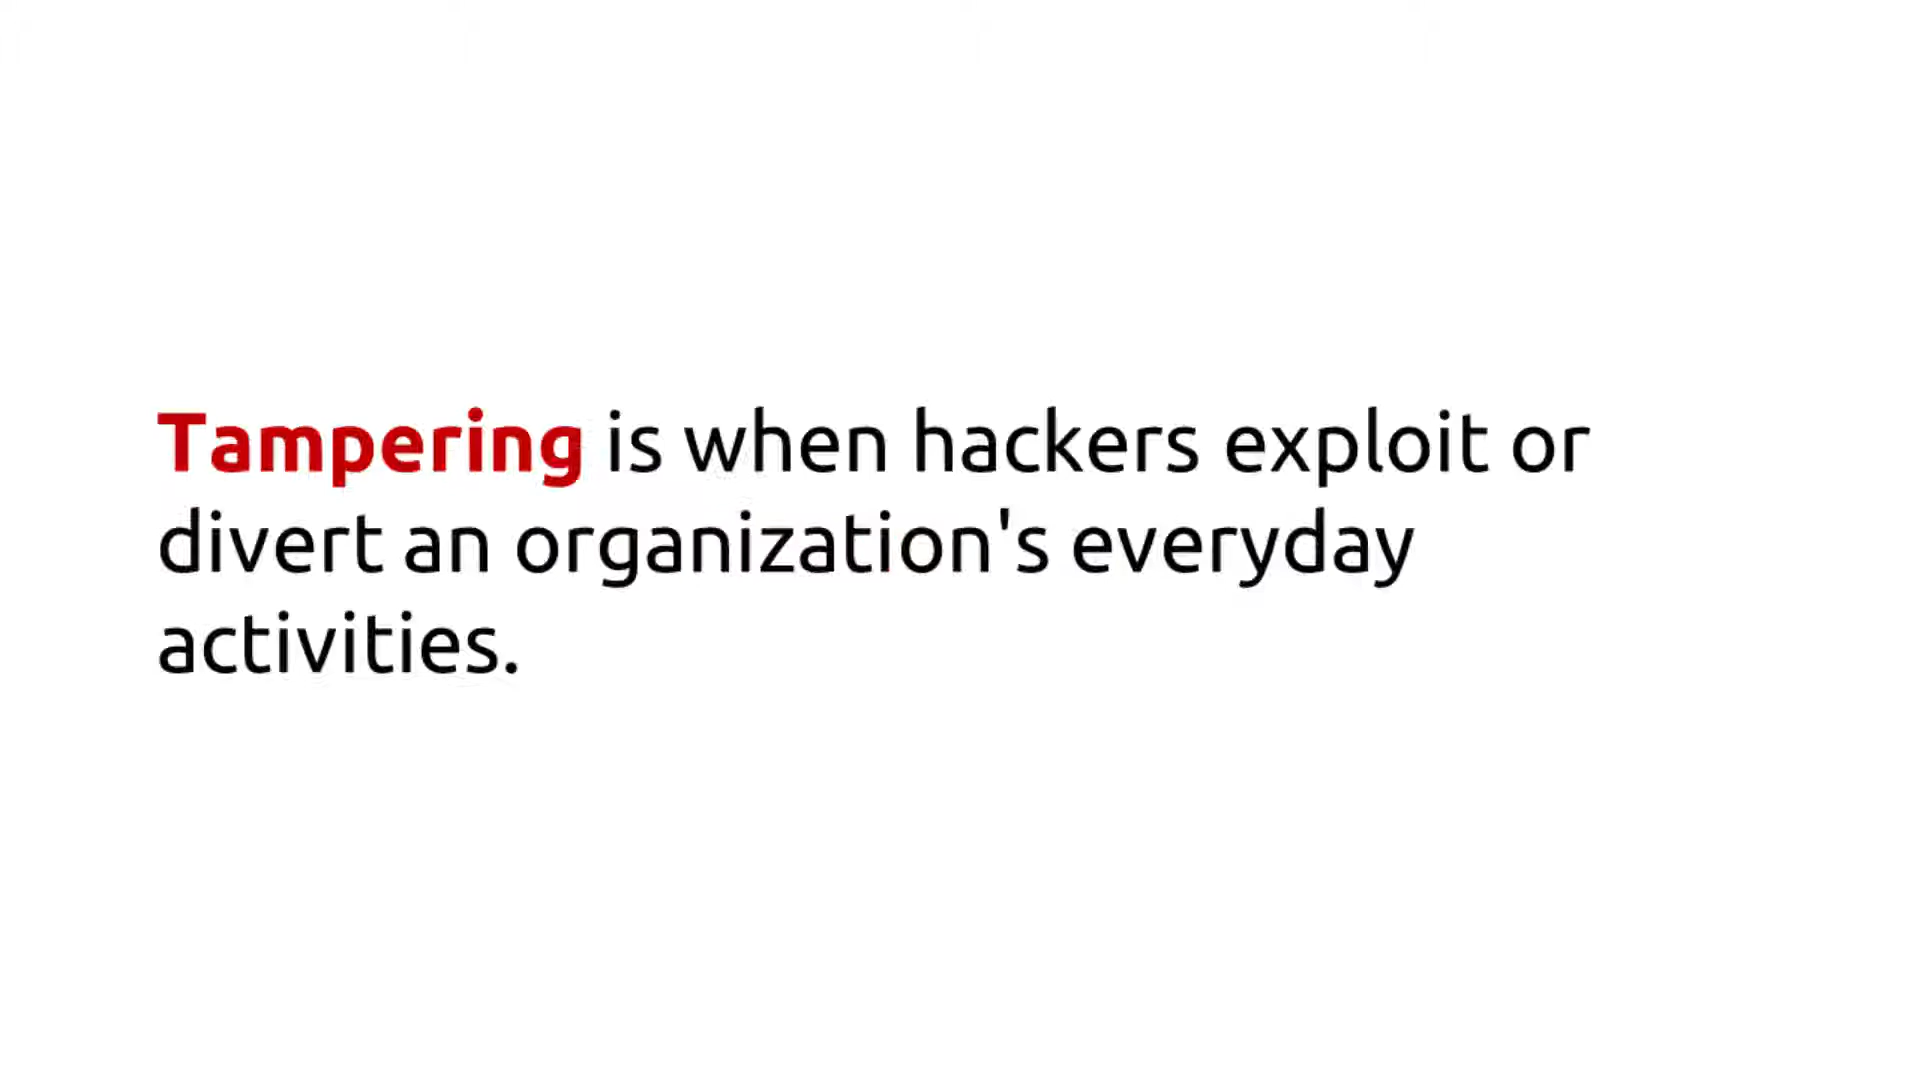 Tampering is when hackers exploit or
divert an organization's everyday
activities.